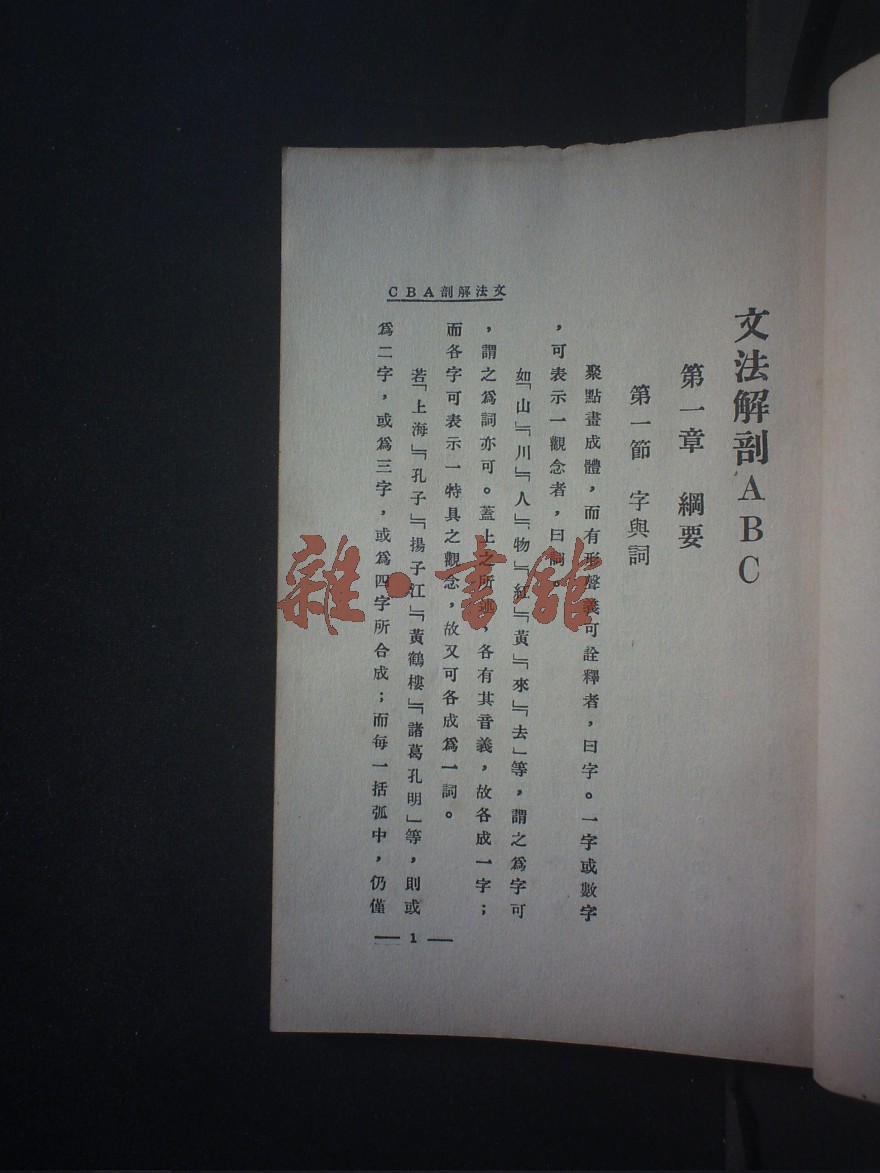 文法解剖ABC
第一章　綱要
第一節　字與詞
聚點畫成體，而有形聲義可詮釋者，曰字。一字或數字
，可表示一觀念者，曰詞。
如「山」「川」「人」「物」「紅」「黃」「來」「去」等，謂之爲字可
，謂之爲詞亦可。蓋上之所述，各有其音義，故各成一字；
而各字可表示一特具之觀念，故又可各成爲一詞。
若「上海」「孔子」「揚子江」「黃鶴樓」「諸葛孔明」等，則或
爲二字，或爲三字，或爲四字所合成；而每一括弧中，仍僅
CBA剖解法文
— 1 —
雜·書館